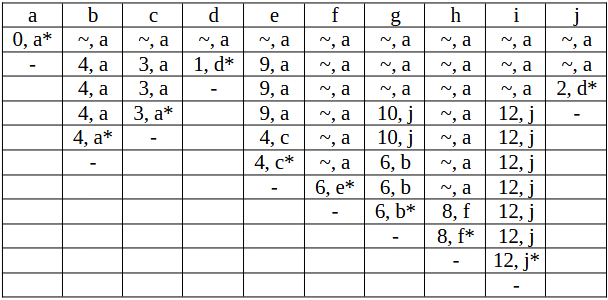 a b c d e f g h i j
0, a* ~, a ~, a ~, a ~, a ~, a ~, a ~, a ~, a ~, a
- 4, a 3, a 1, d* 9, a ~, a ~, a ~, a ~, a ~, a
4, a 3, a - 9, a ~, a ~, a ~, a ~, a 2, d*
4, a 3, a* 9, a ~, a 10, j ~, a 12, j -
4, a* - 4, c ~, a 10, j ~, a 12, j
- 4, c* ~, a 6, b ~, a 12, j
- 6, e* 6, b ~, a 12, j
- 6, b* 8, f 12, j
- 8, f* 12, j
- 12, j*
-